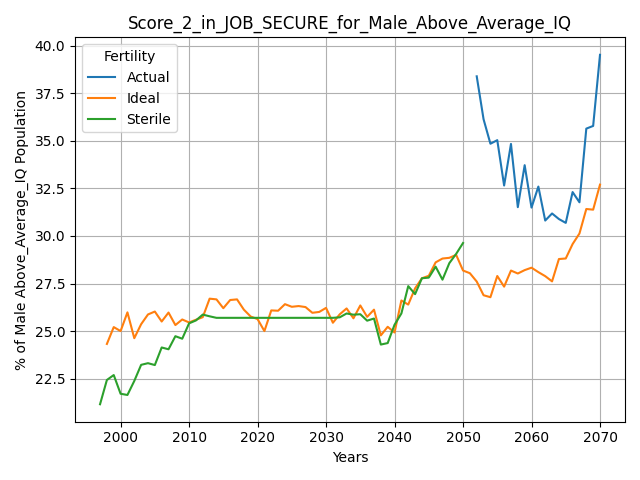 Score_2_in_JOB_SECURE_for_Male_Above_Average_IQ
% of Male Above_Average_IQ Population
40.0
37.5
35.0
32.5
30.0
27.5
25.0
22.5
Fertility
Actual
Ideal
Sterile
2000 2010 2020 2030 2040 2050 2060 2070
Years